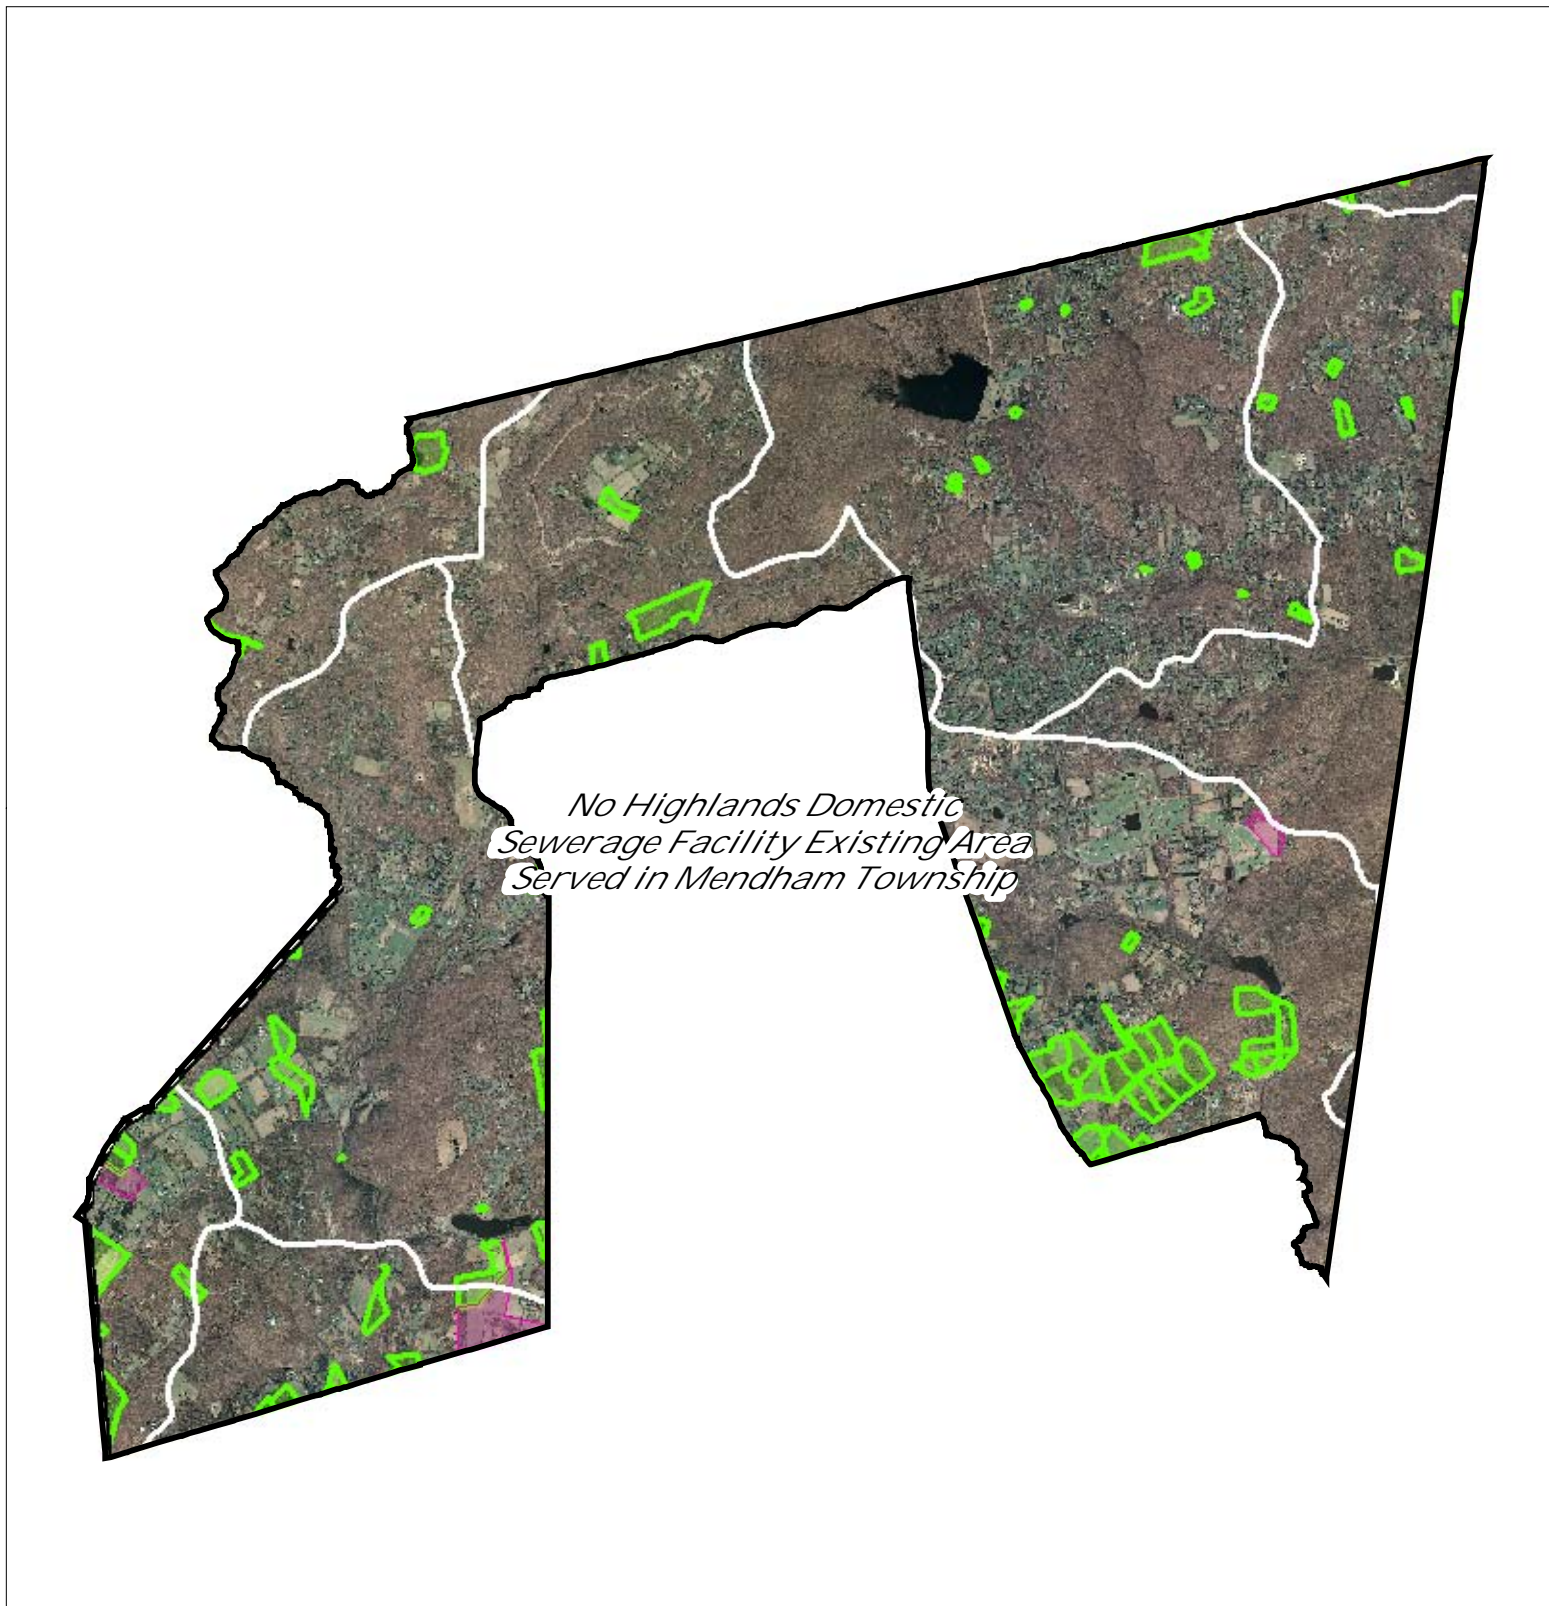 No Highlands Domestic
Sewerage Facility Existing Area
Served in Mendham Township